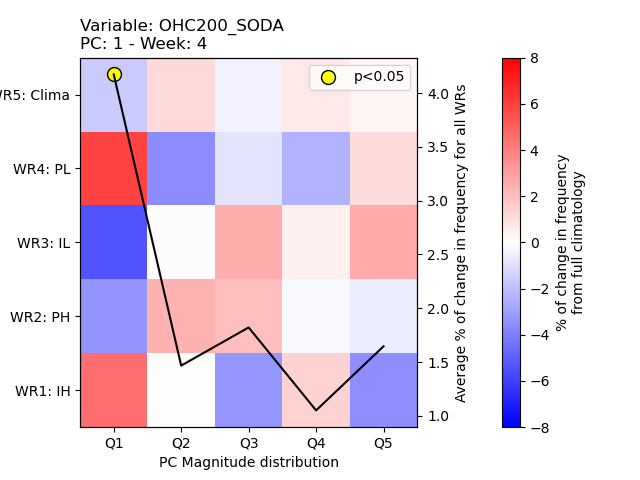 Variable: OHC200_SODA
PC: 1 - Week: 4
p<0.05
WR5: Clima
WR4: PL
WR3: IL
WR2: PH
WR1: IH
Q1 Q2 Q3 Q4 Q5
PC Magnitude distribution
4.0
3.5
3.0
2.5
2.0
1.5
1.0
Average % of change in frequency for all WRs
8
6
4
2
0
−2
−4
−6
−8
% of change in frequency
from full climatology